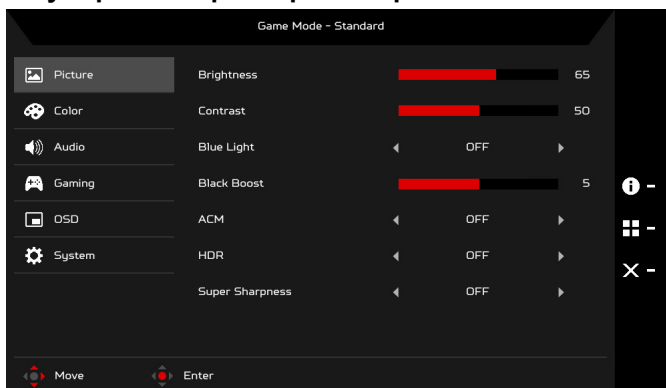 Game Mode - Standard
Picture
Brightness 65
Color
Contrast 50
Audio
Blue Light OFF
Gaming
Black Boost 5
OSD
ACM OFF
System
HDR OFF
Super Sharpness OFF
Move Enter